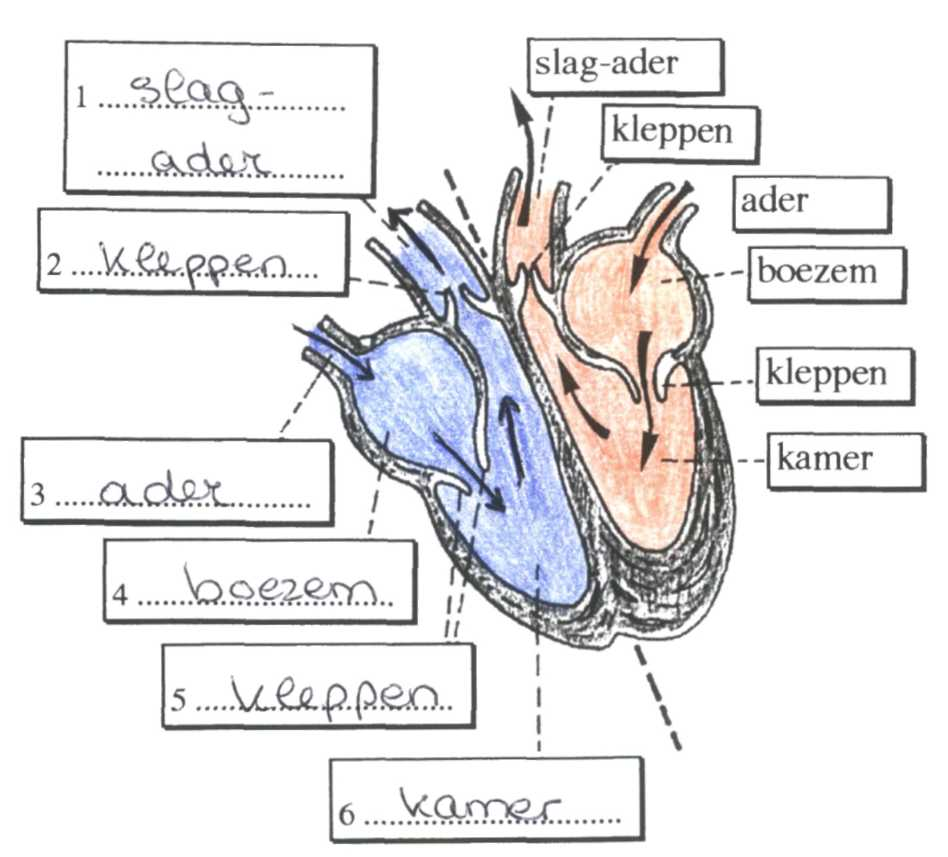 1 slag-
ader
2 kleppen
3 ader
4 boezem
5 kleppen
6 kamer
slag-ader
kleppen
ader
boezem
kleppen
kamer